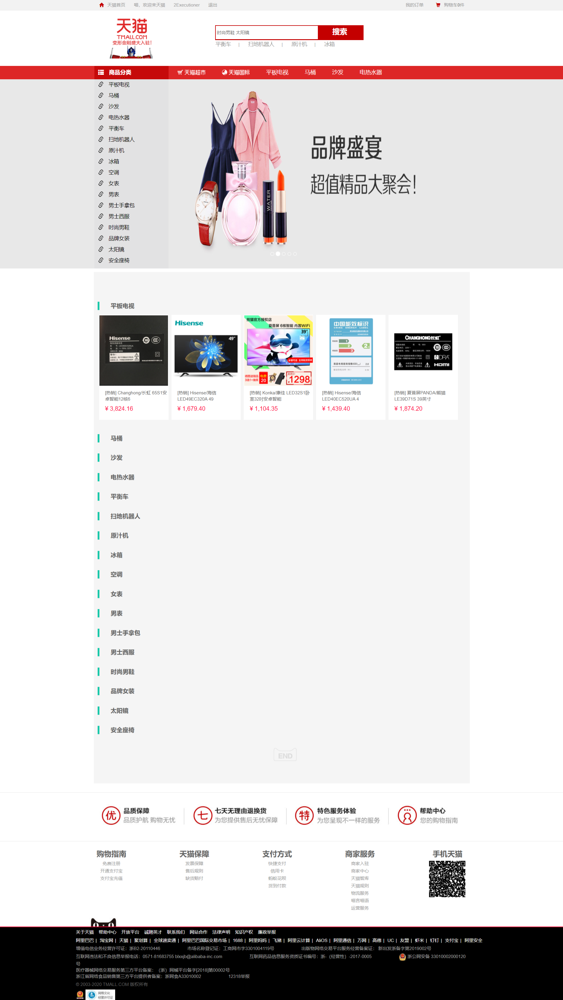 天猫首页 喵，欢迎来天猫 2Executioner 退出 我的订单 购物车0件
天猫
TMALL.COM
变形金刚盛大入驻！
时尚男鞋 太阳镜 搜索
平衡车 | 扫地机器人 | 原汁机 | 冰箱
商品分类 天猫超市 天猫国际 平板电视 马桶 沙发 电热水器
平板电视
马桶
沙发
电热水器
平衡车
扫地机器人
原汁机
冰箱
空调
女表
男表
男士手拿包
男士西服
时尚男鞋
品牌女装
太阳镜
安全座椅
品牌盛宴
超值精品大聚会！
WATER
平板电视
Hisense
Hisense
49"
熊猫官方授权店
夏普屏 6核智能 内置WiFi
39"
乡镇可送 支持验货签收
晒图送赠品
3选1+抽奖
电费
20
到手价
1298
中国能效标识
CHINA ENERGY LABEL
1
2
3
2级
2.0
CHANGHONG长虹
DRA
HDMI
[热销] Changhong/长虹 65S1安
卓智能12核6
¥ 3,824.16
[热销] Hisense/海信
LED49EC320A 49
¥ 1,679.40
[热销] Konka/康佳 LED32S1卧
室32吋安卓智能
¥ 1,104.35
[热销] Hisense/海信
LED40EC520UA 4
¥ 1,439.40
[热销] 夏普屏PANDA/熊猫
LE39D71S 39英寸
¥ 1,874.20
马桶
沙发
电热水器
平衡车
扫地机器人
原汁机
冰箱
空调
女表
男表
男士手拿包
男士西服
时尚男鞋
品牌女装
太阳镜
安全座椅
END
优 品质保障
品质护航 购物无忧
七 七天无理由退换货
为您提供售后无忧保障
特 特色服务体验
为您呈现不一样的服务
帮助中心
您的购物指南
购物指南
免费注册
开通支付宝
支付宝充值
天猫保障
发票保障
售后规则
缺货赔付
支付方式
快捷支付
信用卡
蚂蚁花呗
货到付款
商家服务
商家入驻
商家中心
天猫智库
天猫规则
物流服务
喵言喵语
运营服务
手机天猫
关于天猫 帮助中心 开放平台 诚聘英才 联系我们 网站合作 法律声明 知识产权 廉政举报
阿里巴巴 | 淘宝网 | 天猫 | 聚划算 | 全球速卖通 | 阿里巴巴国际交易市场 | 1688 | 阿里妈妈 | 飞猪 | 阿里云计算 | AliOS | 阿里通信 | 万网 | 高德 | UC | 友盟 | 虾米 | 钉钉 | 支付宝 | 阿里安全
增值电信业务经营许可证：浙B2-20110446 市场名称登记证：工商网市字3301004119号 出版物网络交易平台服务经营备案证： 新出发浙备字第2019002号
互联网违法和不良信息举报电话：0571-81683755 blxxjb@alibaba-inc.com 互联网药品信息服务资质证书编号：浙-（经营性）-2017-0005 浙公网安备 33010002000120
号
医疗器械网络交易服务第三方平台备案：（浙）网械平台备字[2018]第00002号
浙江省网络食品销售第三方平台提供者备案：浙网食A33010002 12318举报
© 2003-2020 TMALL.COM 版权所有
网络文化
经营许可证